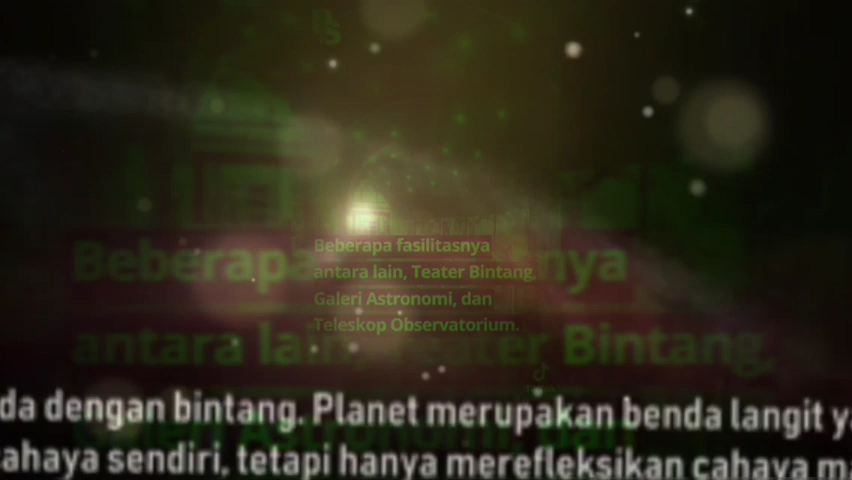 Beberapa fasilitasnya
antara lain, Teater Bintang,
Galeri Astronomi, dan
Teleskop Observatorium.
da dengan bintang. Planet merupakan benda langit
cahaya sendiri, tetapi hanya merefleksikan cahaya